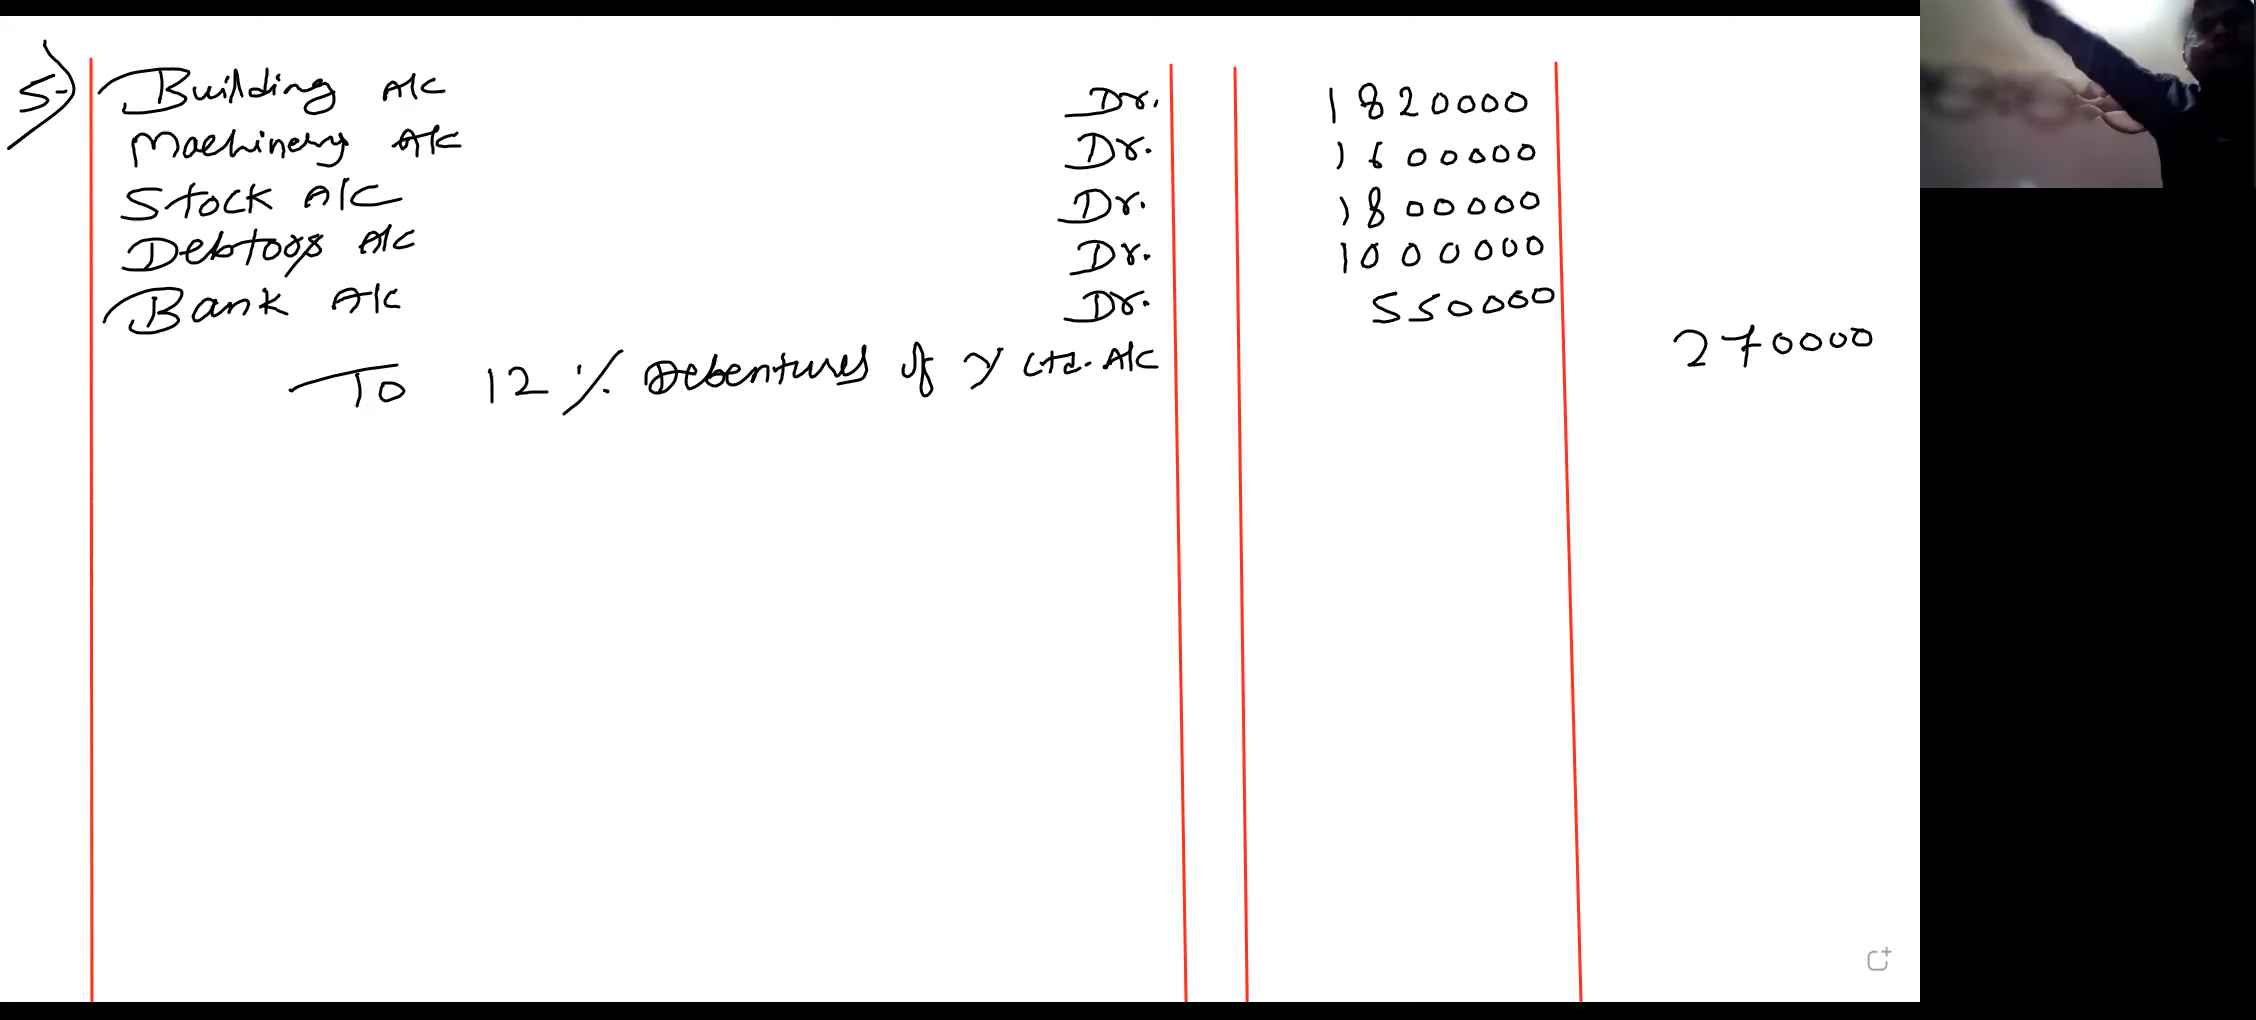 5) Building A/c Dr. 1820000
Machinery A/c Dr. 1600000
Stock A/c Dr. 1800000
Debtors A/c Dr. 1000000
Bank A/c Dr. 550000
To 12% Debentures of Y Ltd. A/c 270000